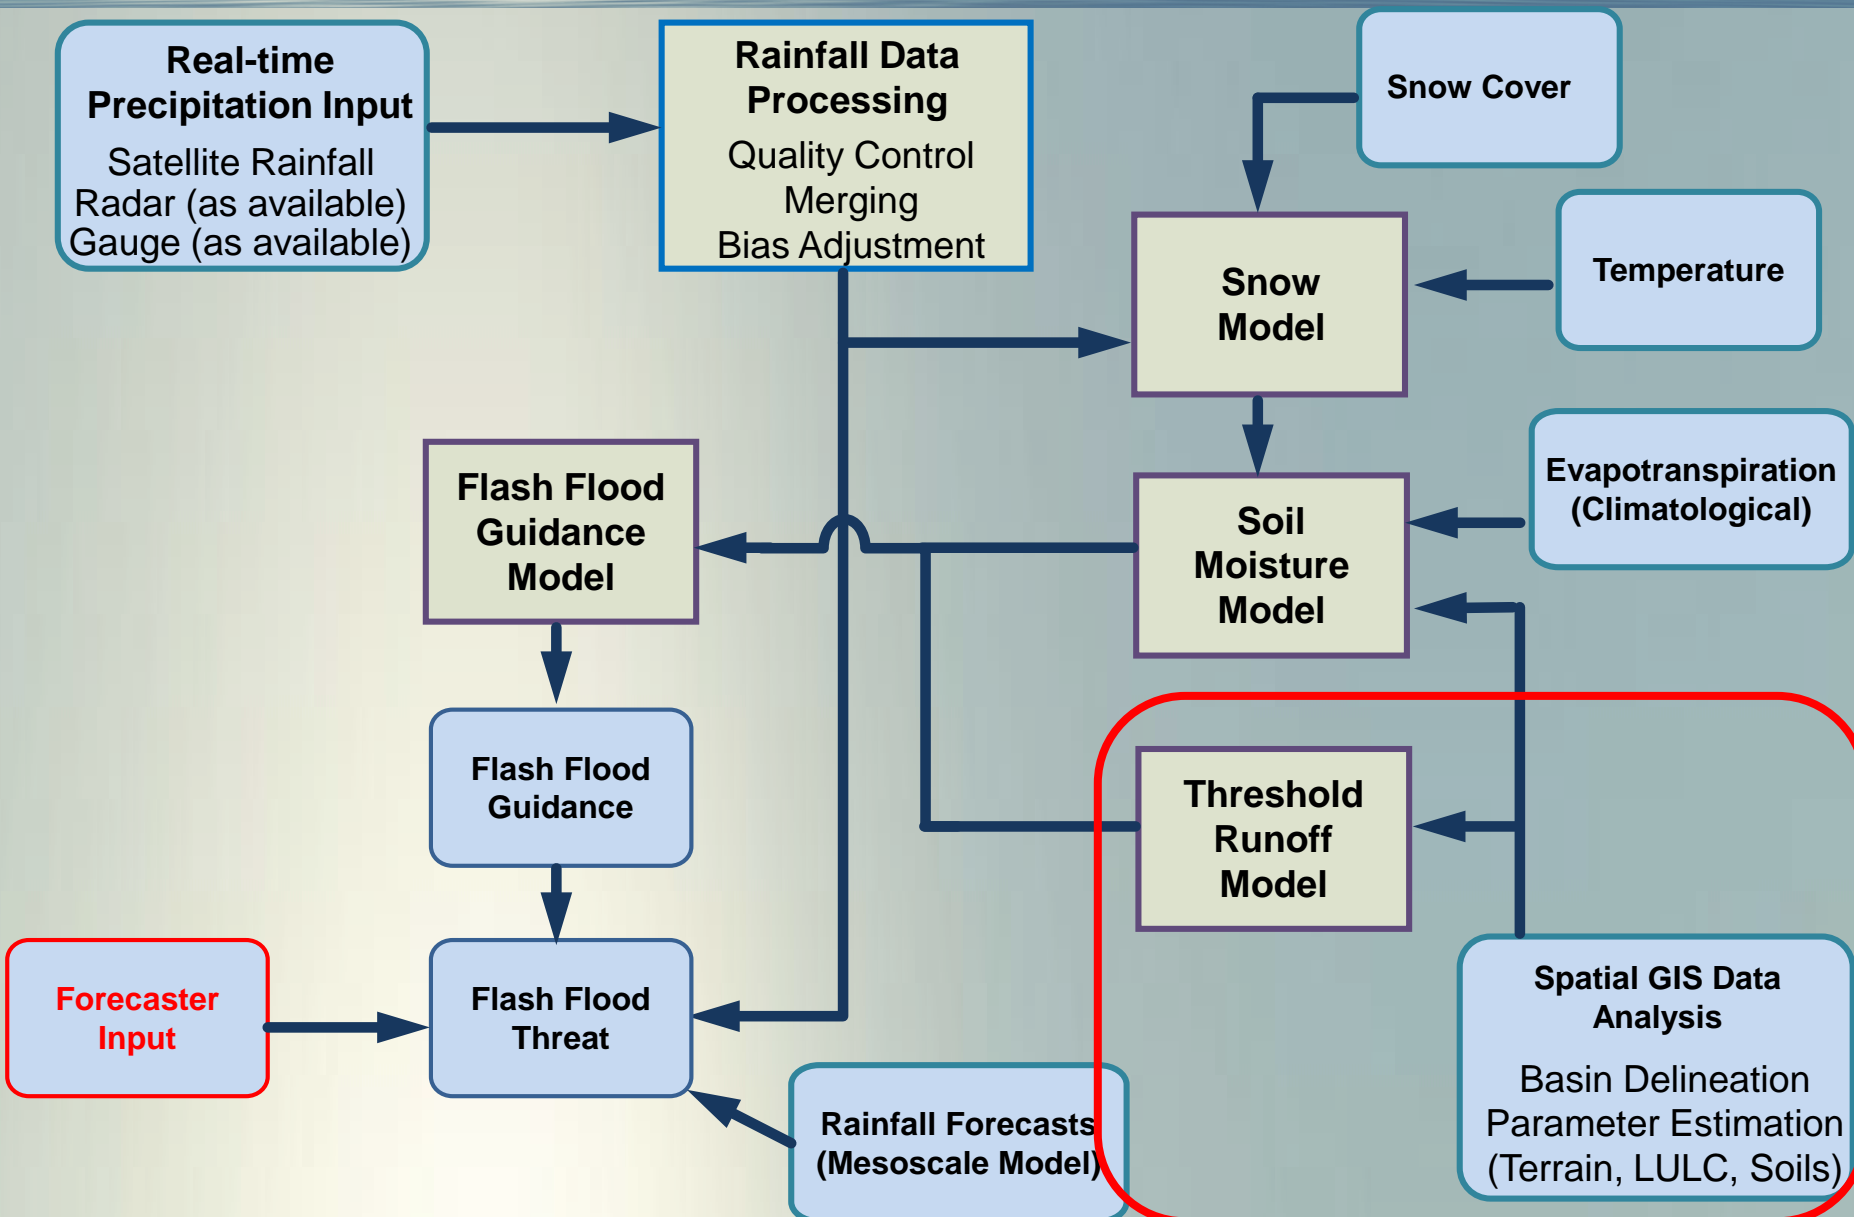 Real-time
Precipitation Input
Satellite Rainfall
Radar (as available)
Gauge (as available)
Rainfall Data
Processing
Quality Control
Merging
Bias Adjustment
Snow Cover
Snow
Model
Temperature
Flash Flood
Guidance
Model
Soil
Moisture
Model
Evapotranspiration
(Climatological)
Flash Flood
Guidance
Threshold
Runoff
Model
Forecaster
Input
Flash Flood
Threat
Rainfall Forecasts
(Mesoscale Model)
Spatial GIS Data
Analysis
Basin Delineation
Parameter Estimation
(Terrain, LULC, Soils)